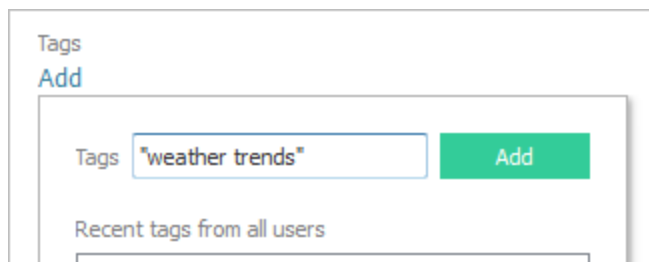 Tags
Add
Tags "weather trends" Add
Recent tags from all users